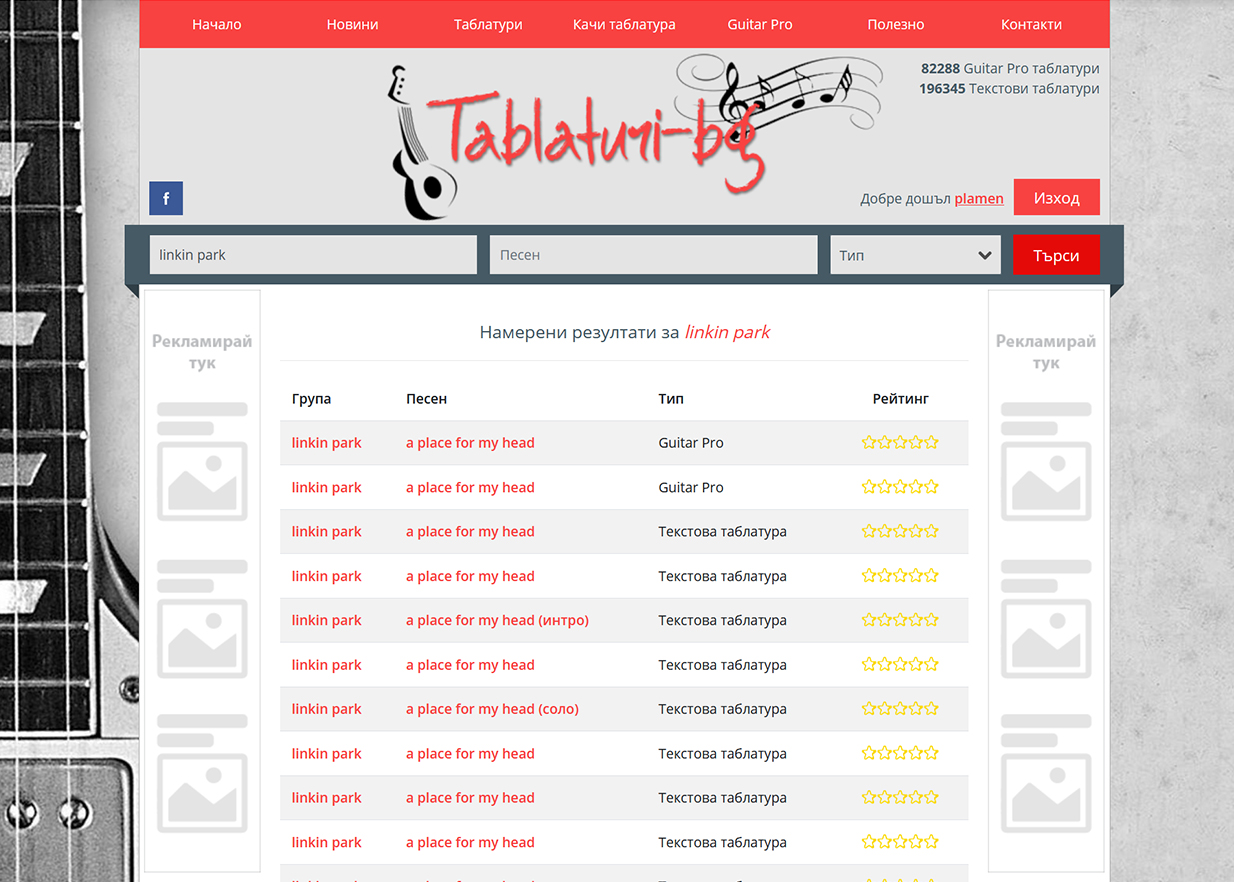 Начало Новини Таблатури Качи таблатура Guitar Pro Полезно Контакти
82288 Guitar Pro таблатури
196345 Текстови таблатури
Tablaturi-bg
f
Добре дошъл plamen Изход
linkin park Песен Тип Търси
Рекламирай
тук
Намерени резултати за linkin park
Рекламирай
тук
Група Песен Тип Рейтинг
linkin park a place for my head Guitar Pro
linkin park a place for my head Guitar Pro
linkin park a place for my head Текстова таблатура
linkin park a place for my head Текстова таблатура
linkin park a place for my head (интро) Текстова таблатура
linkin park a place for my head Текстова таблатура
linkin park a place for my head (соло) Текстова таблатура
linkin park a place for my head Текстова таблатура
linkin park a place for my head Текстова таблатура
linkin park a place for my head Текстова таблатура